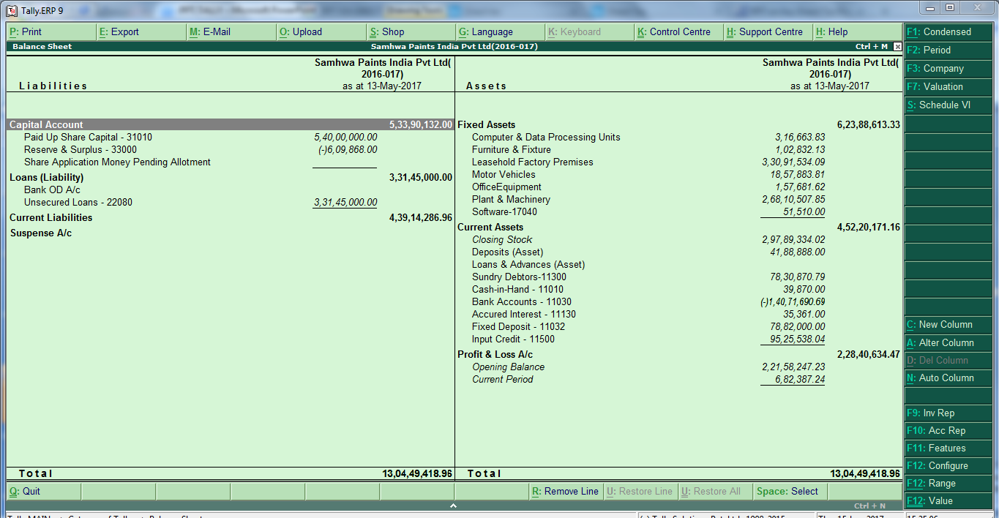 Tally.ERP 9
P: Print E: Export M: E-Mail O: Upload S: Shop G: Language K: Keyboard K: Control Centre H: Support Centre H: Help
Balance Sheet Samhwa Paints India Pvt Ltd(2016-017) Ctrl + M
Liabilities
Samhwa Paints India Pvt Ltd(
2016-017)
as at 13-May-2017
Capital Account 5,33,90,132.00
Paid Up Share Capital - 31010 5,40,00,000.00
Reserve & Surplus - 33000 (-)6,09,868.00
Share Application Money Pending Allotment
Loans (Liability) 3,31,45,000.00
Bank OD A/c
Unsecured Loans - 22080 3,31,45,000.00
Current Liabilities 4,39,14,286.96
Suspense A/c
Total 13,04,49,418.96
Assets
Samhwa Paints India Pvt Ltd(
2016-017)
as at 13-May-2017
Fixed Assets 6,23,88,613.33
Computer & Data Processing Units 3,16,663.83
Furniture & Fixture 1,02,832.13
Leasehold Factory Premises 3,30,91,534.09
Motor Vehicles 18,57,883.81
OfficeEquipment 1,57,681.62
Plant & Machinery 2,68,10,507.85
Software-17040 51,510.00
Current Assets 4,52,20,171.16
Closing Stock 2,97,89,334.02
Deposits (Asset) 41,88,888.00
Loans & Advances (Asset)
Sundry Debtors-11300 78,30,870.79
Cash-in-Hand - 11010 39,870.00
Bank Accounts - 11030 (-)1,40,71,690.69
Accured Interest - 11130 35,361.00
Fixed Deposit - 11032 78,82,000.00
Input Credit - 11500 95,25,538.04
Profit & Loss A/c 2,28,40,634.47
Opening Balance 2,21,58,247.23
Current Period 6,82,387.24
Total 13,04,49,418.96
F1: Condensed
F2: Period
F3: Company
F7: Valuation
S: Schedule VI
C: New Column
A: Alter Column
D: Del Column
N: Auto Column
F9: Inv Rep
F10: Acc Rep
F11: Features
F12: Configure
F12: Range
F12: Value
Q: Quit R: Remove Line U: Restore Line U: Restore All Space: Select
Ctrl + N